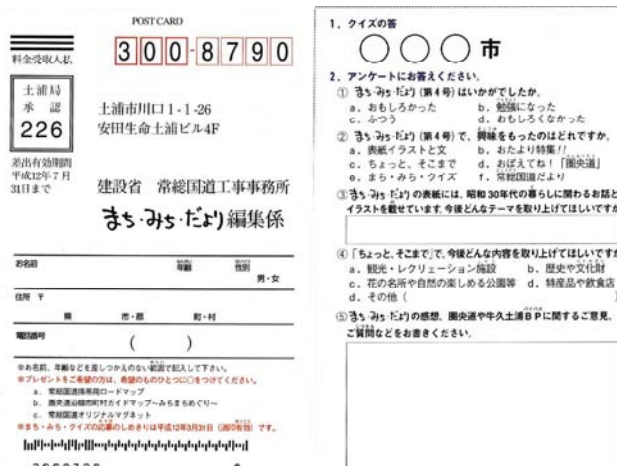 POST CARD
300-8790
料金受取人払
土浦局
承認
226
差出有効期間
平成12年7月
31日まで
土浦市川口1-1-26
安田生命土浦ビル4F
建設省 常総国道工事事務所
まち・みち・だより編集係
お名前
年齢
性別
男・女
住所 〒
県 市・郡 町・村
電話番号
( )
※お名前、年齢などを差しつかえのない範囲で記入して下さい。
※プレゼントをご希望の方は、希望のものひとつに○をつけてください。
a. 常総国道携帯用ロードマップ
b. 圏央道沿線市町村ガイドマップ~みちまちめぐり~
c. 常総国道オリジナルマグネット
※まち・みち・クイズの応募のしめきりは平成12年3月31日(消印有効)です。
1. クイズの答
○○○市
2. アンケートにお答えください。
① まち・みち・だより(第4号)はいかがでしたか。
a. おもしろかった b. 勉強になった
c. ふつう d. おもしろくなかった
② まち・みち・だより(第4号)で、興味をもったのはどれですか。
a. 表紙イラストと文 b. おたより特集!!
c. ちょっと、そこまで d. おぼえてね!「圏央道」
e. まち・みち・クイズ f. 常総国道だより
③ まち・みち・だよりの表紙には、昭和30年代の暮らしに関わるお話と
イラストを載せています。今後どんなテーマを取り上げてほしいですか
④「ちょっと、そこまで」で、今後どんな内容を取り上げてほしいですか
a. 観光・レクリェーション施設 b. 歴史や文化財
c. 花の名所や自然の楽しめる公園等 d. 特産品や飲食店
d. その他( )
⑤ まち・みち・だよりの感想、圏央道や牛久土浦BPに関するご意見、
ご質問などをお書きください。